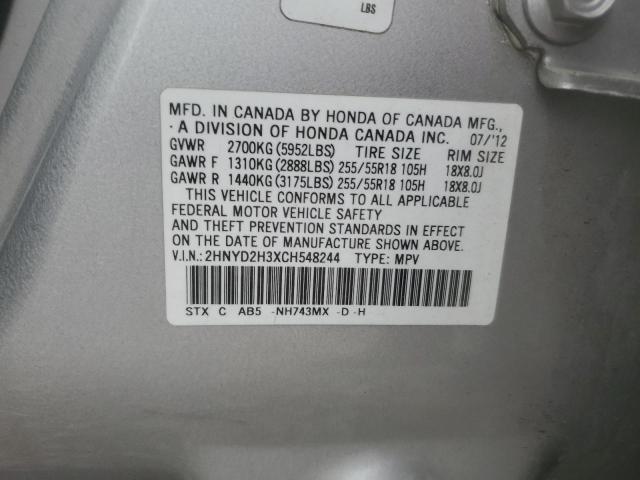 LBS
MFD. IN CANADA BY HONDA OF CANADA MFG.,
A DIVISION OF HONDA CANADA INC. 07/'12
GVWR 2700KG(5952LBS) TIRE SIZE RIM SIZE
GAWR F 1310KG(2888LBS) 255/55R18 105H 18X8.0J
GAWR R 1440KG(3175LBS) 255/55R18 105H 18X8.0J
THIS VEHICLE CONFORMS TO ALL APPLICABLE
FEDERAL MOTOR VEHICLE SAFETY
AND THEFT PREVENTION STANDARDS IN EFFECT
ON THE DATE OF MANUFACTURE SHOWN ABOVE.
V.I.N.: 2HNYD2H3XCH548244 TYPE: MPV
STX C AB5 -NH743MX -D -H